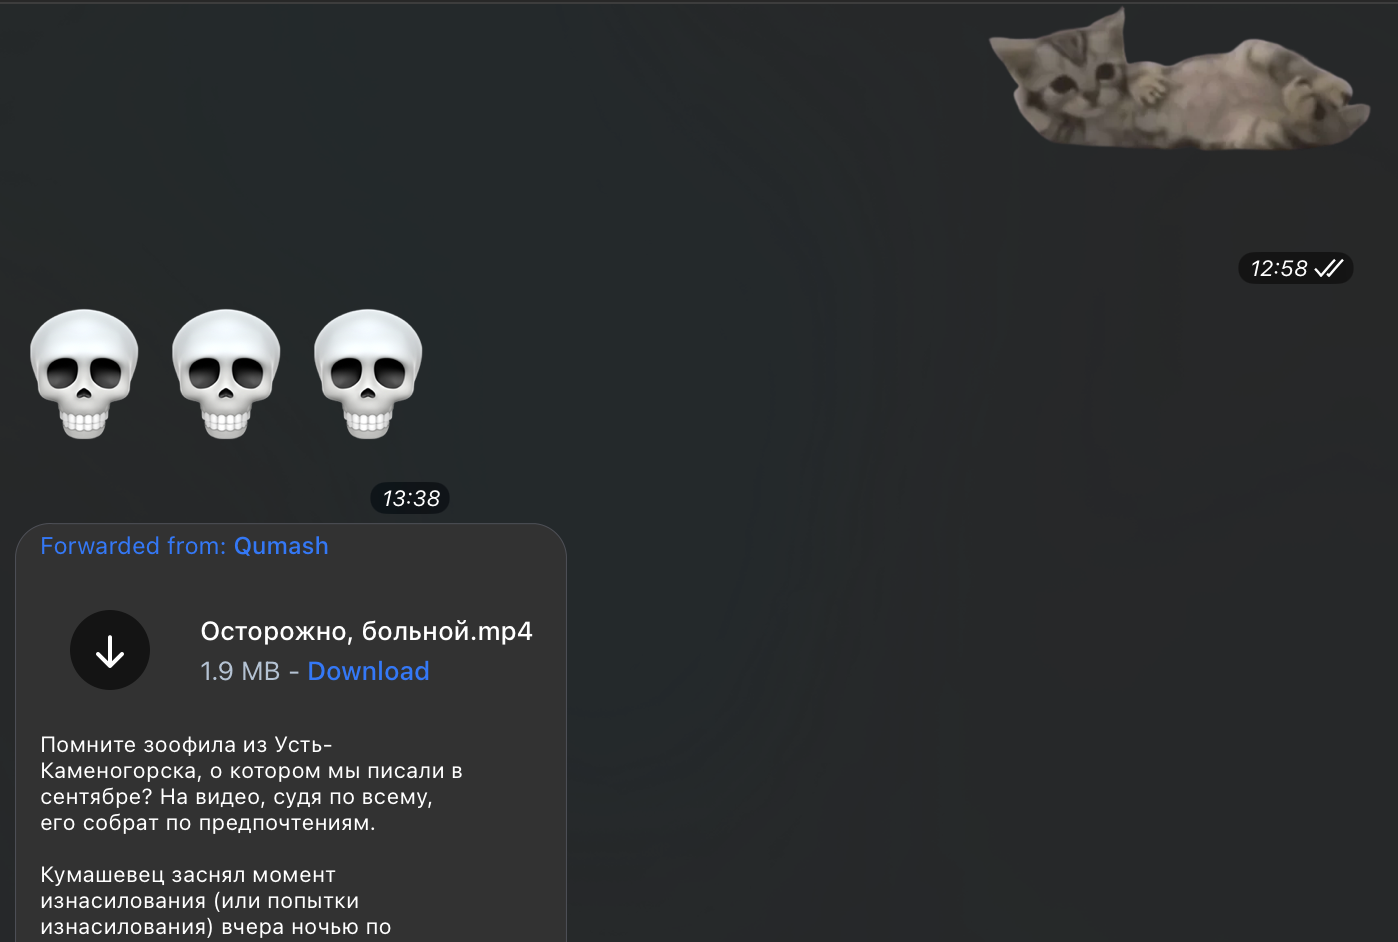 12:58
13:38
Forwarded from: Qumash
Осторожно, больной.mp4
1.9 MB - Download
Помните зоофила из Усть-
Каменогорска, о котором мы писали в
сентябре? На видео, судя по всему,
его собрат по предпочтениям.
Кумашевец заснял момент
изнасилования (или попытки
изнасилования) вчера ночью по